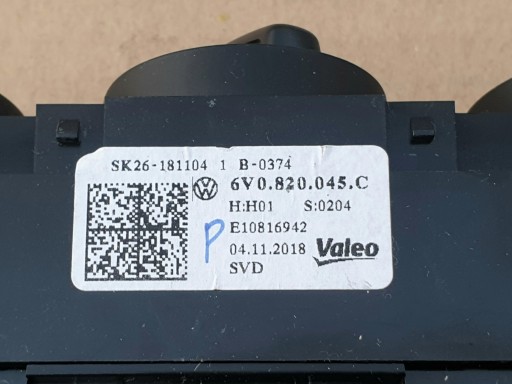 SK26-181104 1 B-0374
6V0.820.045.C
H:H01 S:0204
E10816942
P
04.11.2018 Valeo
SVD